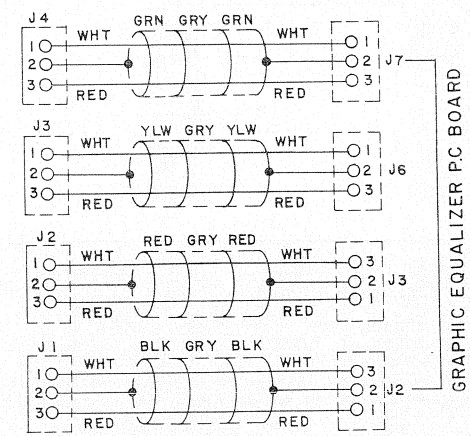 J4 GRN GRY GRN
WHT WHT
1 1
2 2 J7
3 3
RED RED
J3 YLW GRY YLW
WHT WHT
1 1
2 2 J6
3 3
RED RED
J2 RED GRY RED
WHT WHT
1 3
2 2 J3
3 1
RED RED
J1 BLK GRY BLK
WHT WHT
1 3
2 2 J2
3 1
RED RED
GRAPHIC EQUALIZER P.C BOARD